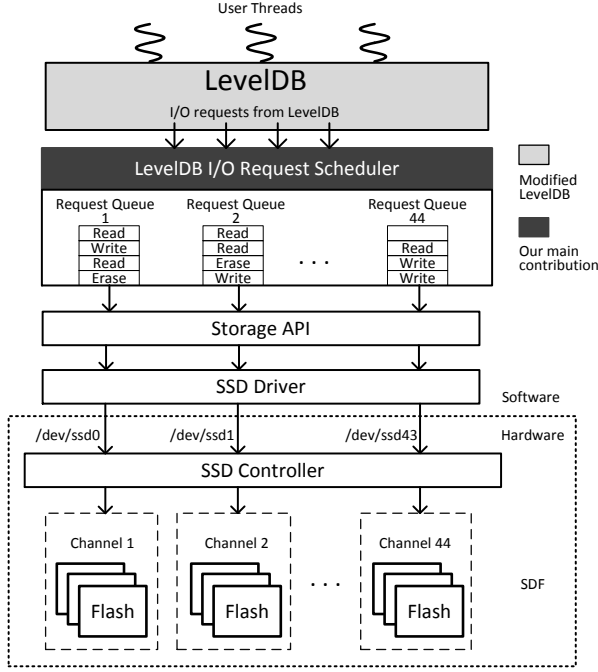 User Threads
LevelDB
I/O requests from LevelDB
LevelDB I/O Request Scheduler
Modified
LevelDB
Our main
contribution
Request Queue
1
Read
Write
Read
Erase
Request Queue
2
Read
Read
Erase
Write
. . .
Request Queue
44
Read
Write
Write
Storage API
SSD Driver
Software
Hardware
/dev/ssd0
/dev/ssd1
/dev/ssd43
SSD Controller
Channel 1
Flash
Channel 2
Flash
. . .
Channel 44
Flash
SDF